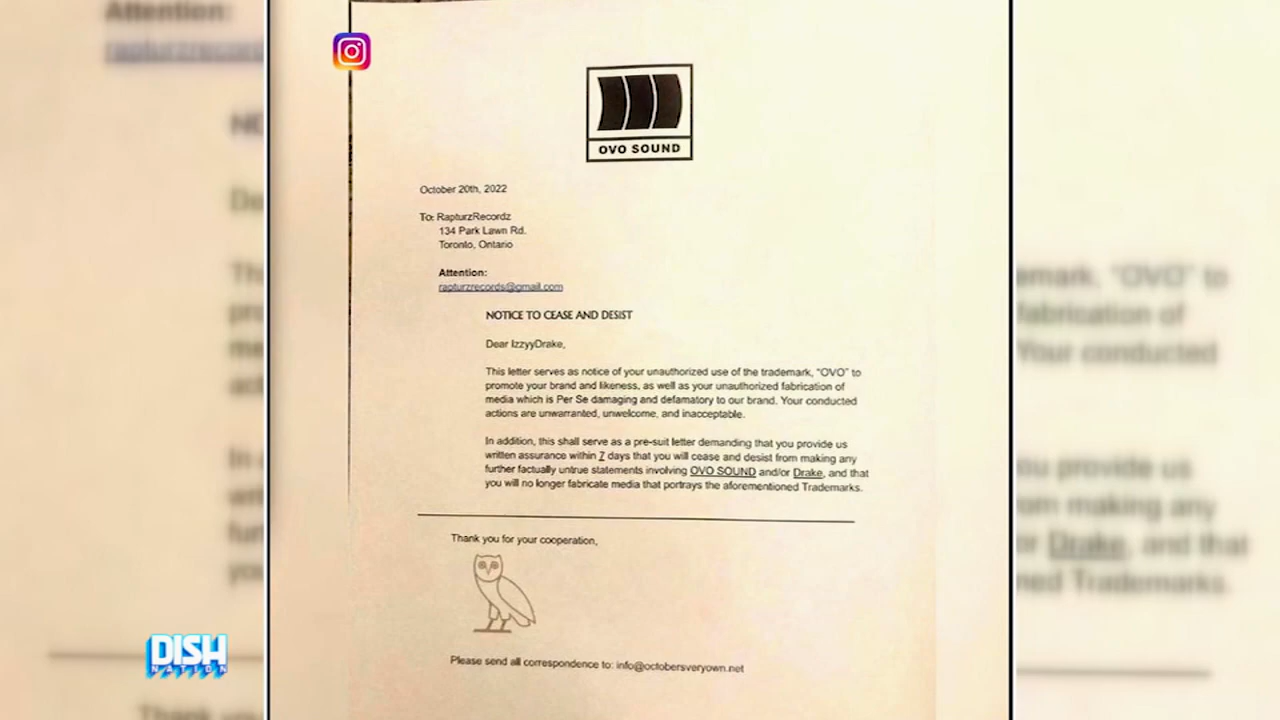 OVO SOUND
October 20th, 2022
To: RapturzRecordz
134 Park Lawn Rd.
Toronto, Ontario
Attention:
rapturzrecords@gmail.com
NOTICE TO CEASE AND DESIST
Dear IzzyyDrake,
This letter serves as notice of your unauthorized use of the trademark, “OVO” to
promote your brand and likeness, as well as your unauthorized fabrication of
media which is Per Se damaging and defamatory to our brand. Your conducted
actions are unwarranted, unwelcome, and inacceptable.
In addition, this shall serve as a pre-suit letter demanding that you provide us
written assurance within 7 days that you will cease and desist from making any
further factually untrue statements involving OVO SOUND and/or Drake, and that
you will no longer fabricate media that portrays the aforementioned Trademarks.
Thank you for your cooperation,
Please send all correspondence to: info@octobersveryown.net
DISH
NATION